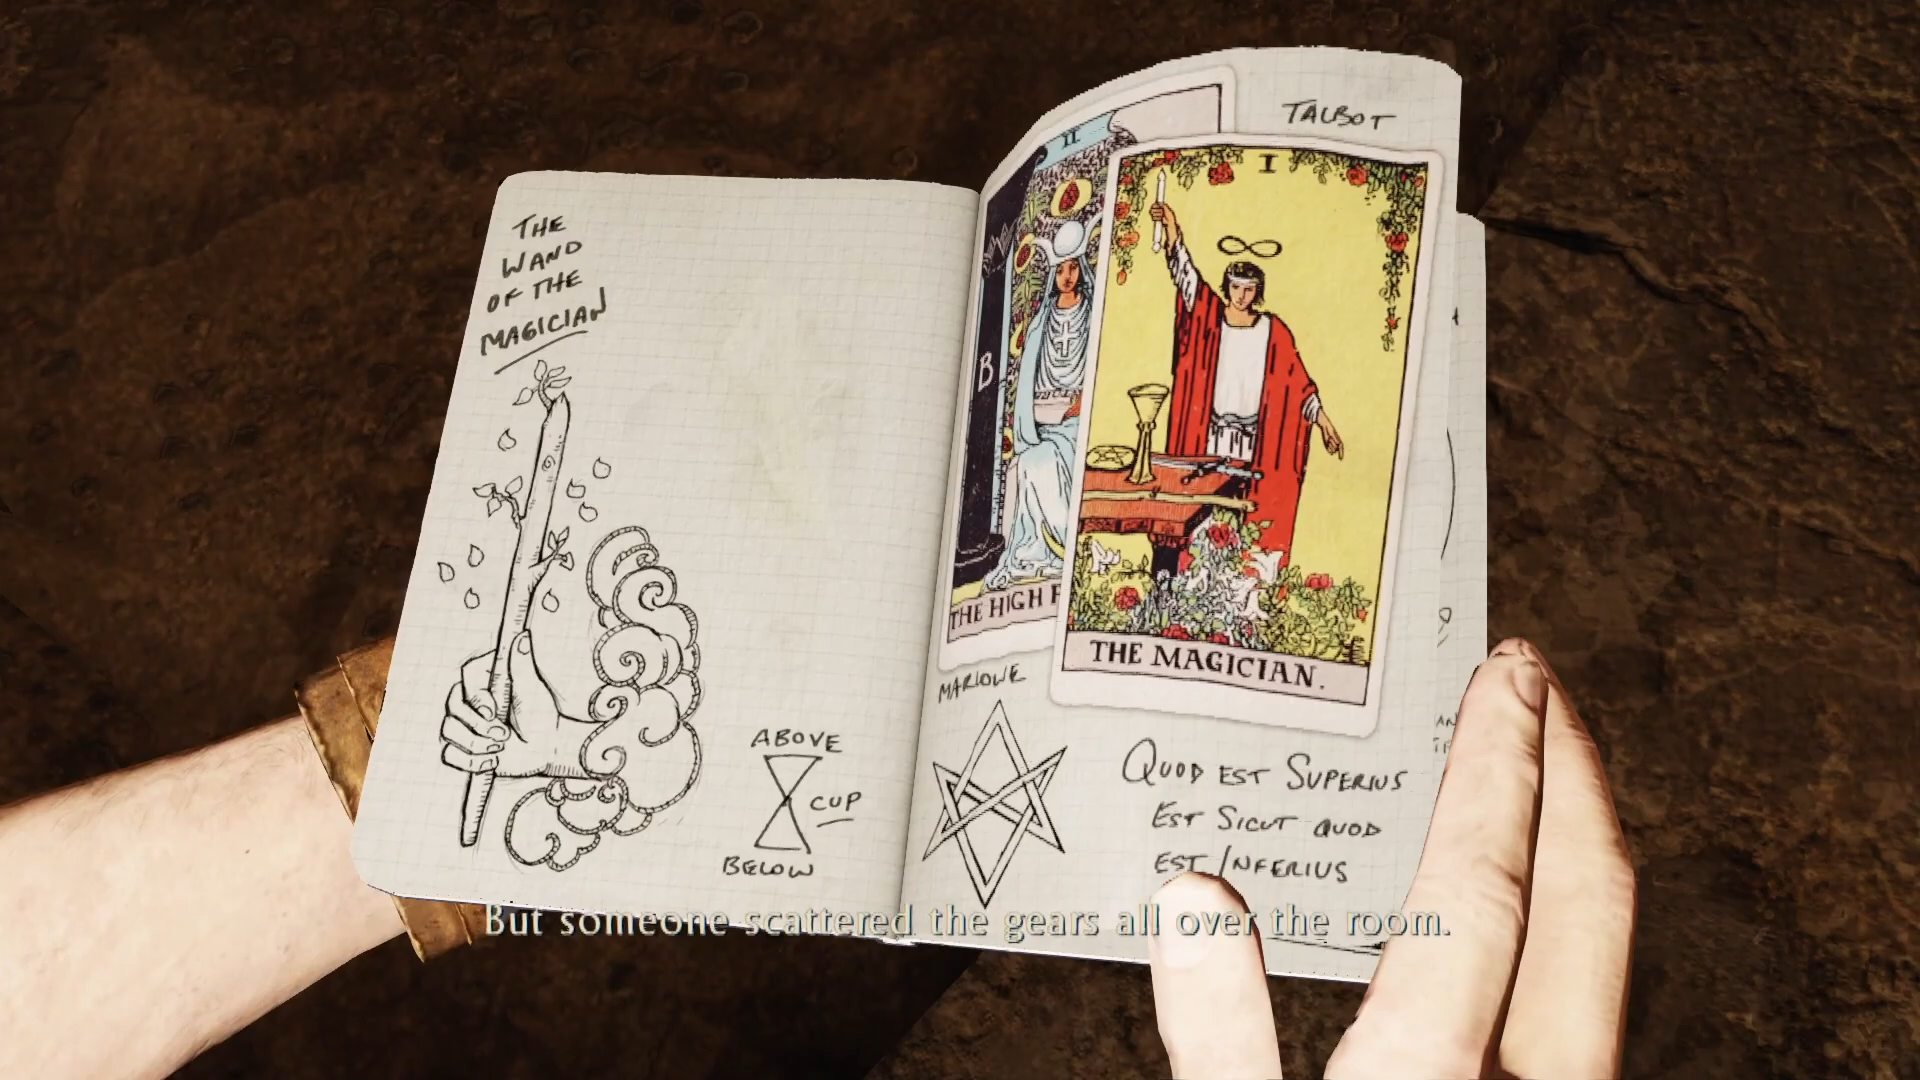 THE
WAND
OF THE
MAGICIAN
ABOVE
CUP
BELOW
TALBOT
II
B
THE HIGH
MARLOWE
I
THE MAGICIAN.
QUOD EST SUPERIUS
EST SICUT QUOD
EST INFERIUS
But someone scattered the gears all over the room.